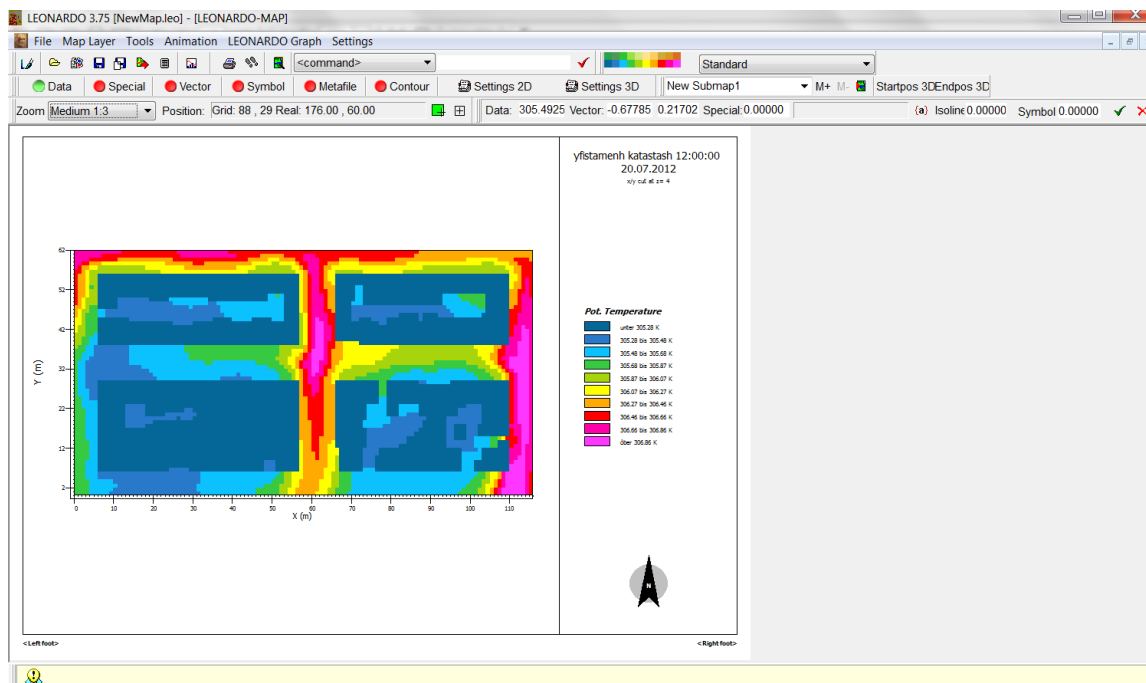 LEONARDO 3.75 [NewMap.leo] - [LEONARDO-MAP]
File Map Layer Tools Animation LEONARDO Graph Settings
<command>
Standard
Data Special Vector Symbol Metafile Contour Settings 2D Settings 3D New Submap1 M+ M- Startpos 3D Endpos 3D
Zoom Medium 1:3 Position: Grid: 88 , 29 Real: 176.00 , 60.00 Data: 305.4925 Vector: -0.67785 0.21702 Special: 0.00000 {a} Isoline 0.00000 Symbol 0.00000
yfistamenh katastash 12:00:00
20.07.2012
x/y cut at z= 4
62
52
42
32
22
12
2
Y (m)
0 10 20 30 40 50 60 70 80 90 100 110
X (m)
Pot. Temperature
unter 305.28 K
305.28 bis 305.48 K
305.48 bis 305.68 K
305.68 bis 305.87 K
305.87 bis 306.07 K
306.07 bis 306.27 K
306.27 bis 306.46 K
306.46 bis 306.66 K
306.66 bis 306.86 K
õber 306.86 K
N
<Left foot>
<Right foot>